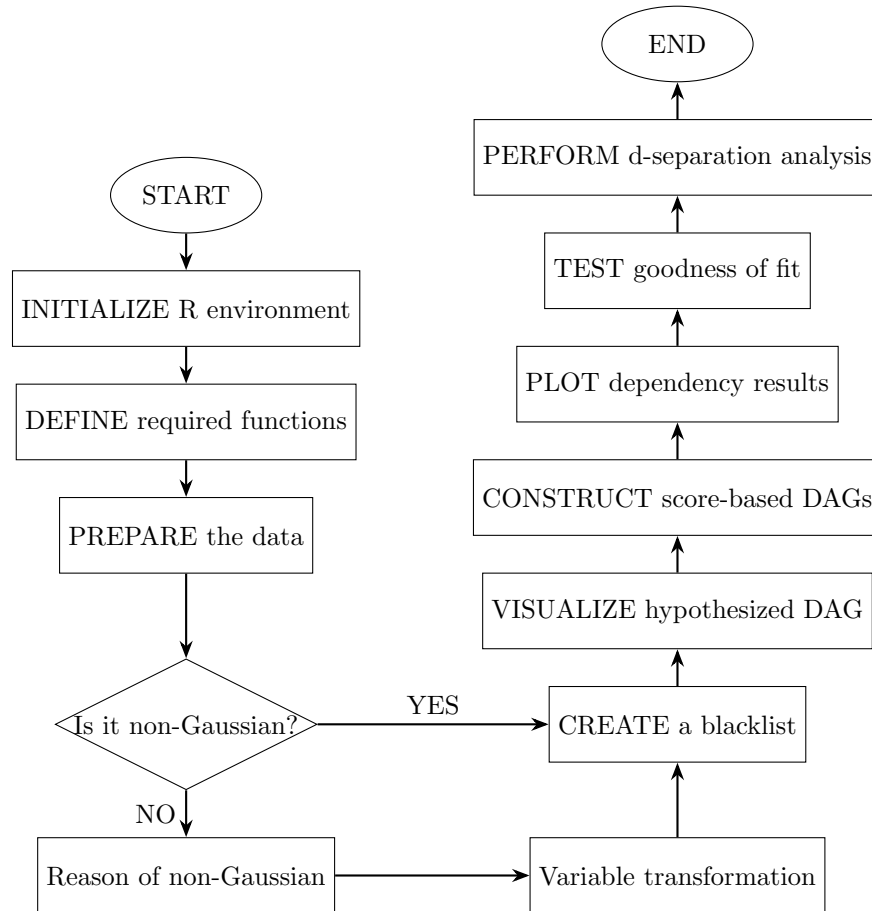 START
INITIALIZE R environment
DEFINE required functions
PREPARE the data
Is it non-Gaussian?
YES
NO
Reason of non-Gaussian
Variable transformation
CREATE a blacklist
VISUALIZE hypothesized DAG
CONSTRUCT score-based DAGs
PLOT dependency results
TEST goodness of fit
PERFORM d-separation analysis
END